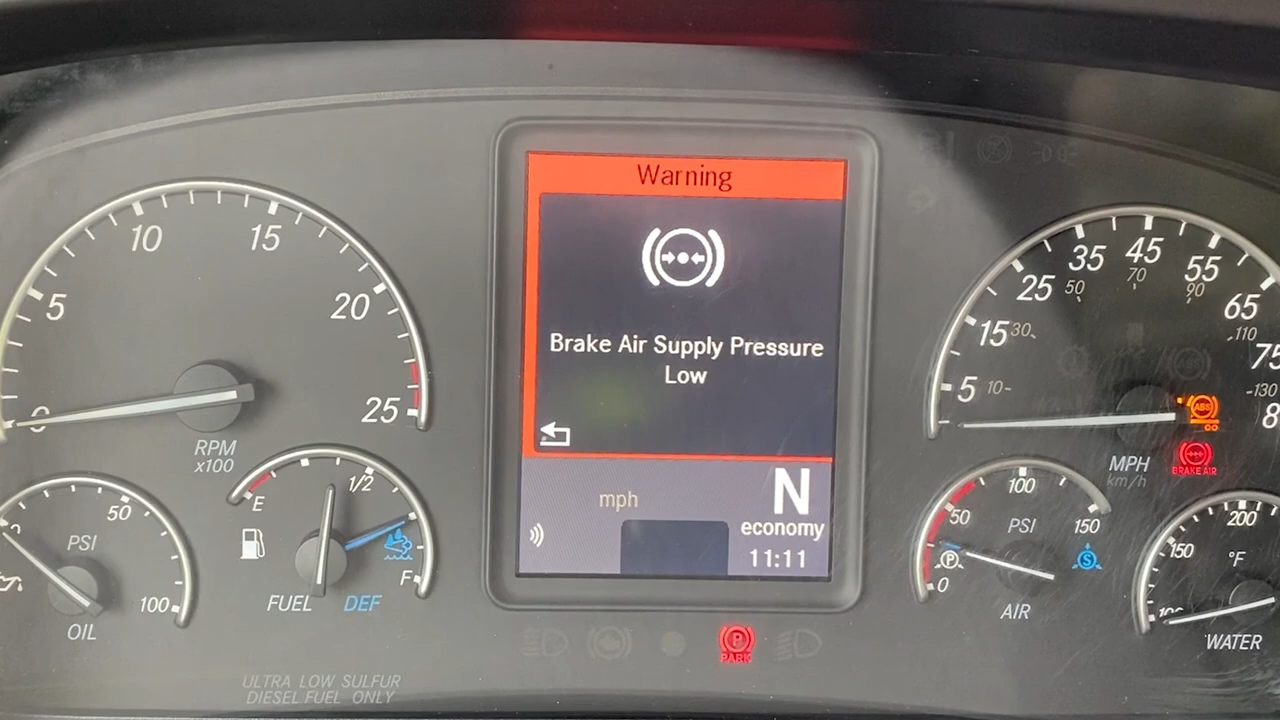 Warning
Brake Air Supply Pressure
Low
mph
N
economy
11:11
0
5
10
15
20
25
RPM
x100
0
50
100
PSI
OIL
E
1/2
F
FUEL
DEF
ULTRA LOW SULFUR
DIESEL FUEL ONLY
P
PARK
5
15
25
35
45
55
65
75
8
10
30
50
70
90
110
130
MPH
km/h
ABS
BRAKE AIR
0
50
100
150
PSI
P
S
AIR
100
150
200
°F
WATER